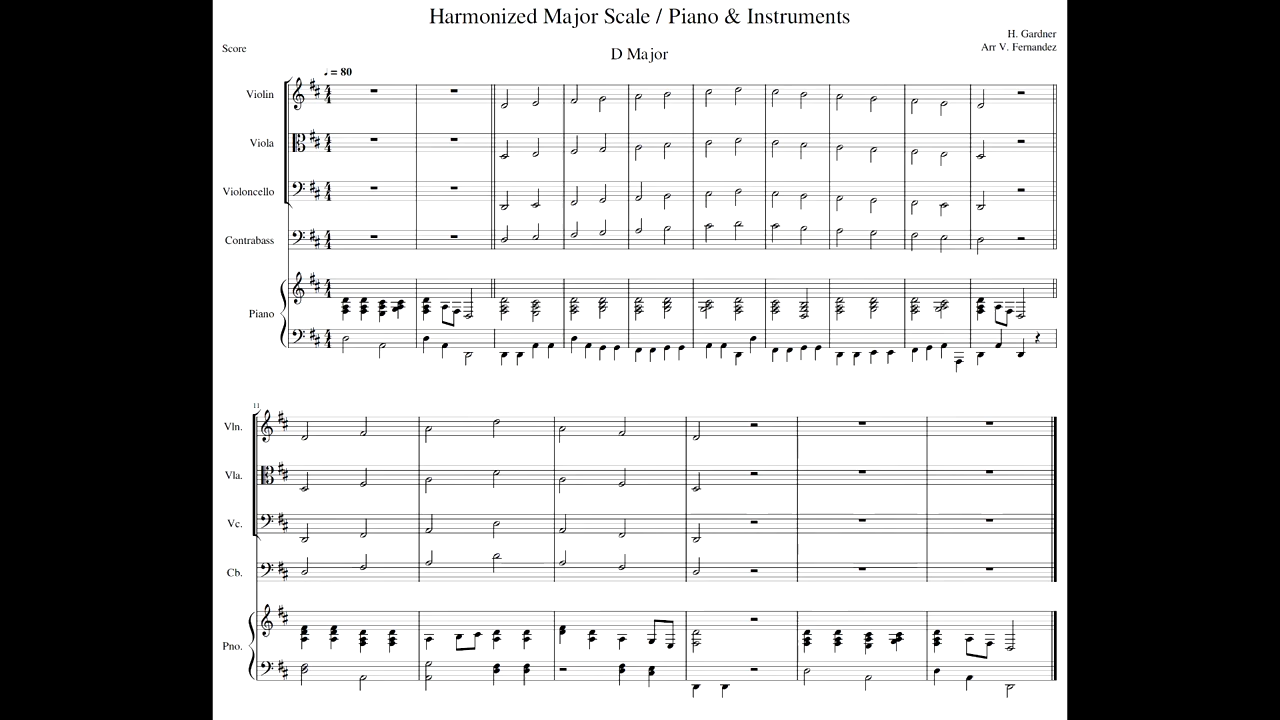 Harmonized Major Scale / Piano & Instruments
H. Gardner
Score
Arr V. Fernandez
D Major
♩ = 80
Violin
Viola
Violoncello
Contrabass
Piano
11
Vln.
Vla.
Vc.
Cb.
Pno.